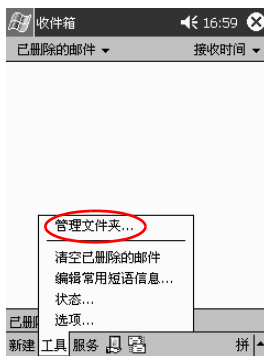 收件箱 16:59
已删除的邮件 接收时间
管理文件夹...
清空已删除的邮件
编辑常用短语信息...
状态...
选项...
已删
新建 工具 服务 拼